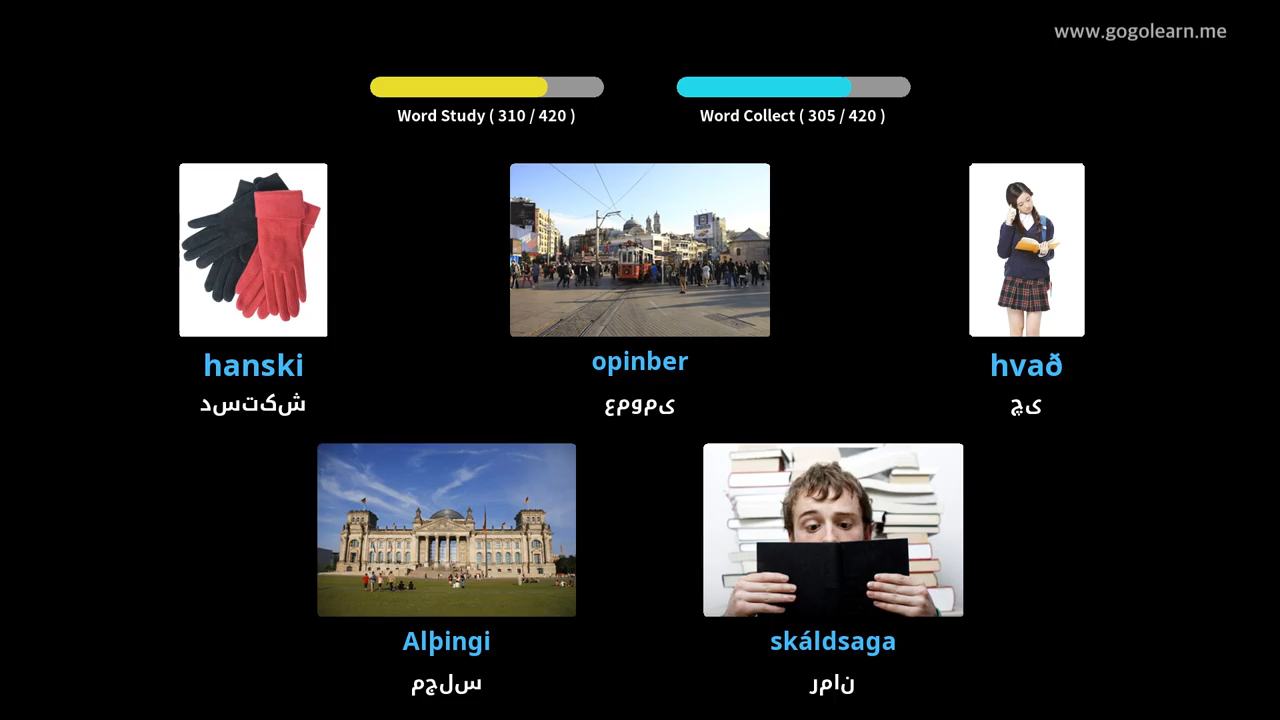 www.gogolearn.me
Word Study ( 310 / 420 )
Word Collect ( 305 / 420 )
hanski
دستکش
opinber
عمومی
hvað
چی
Alþingi
مجلس
skáldsaga
رمان